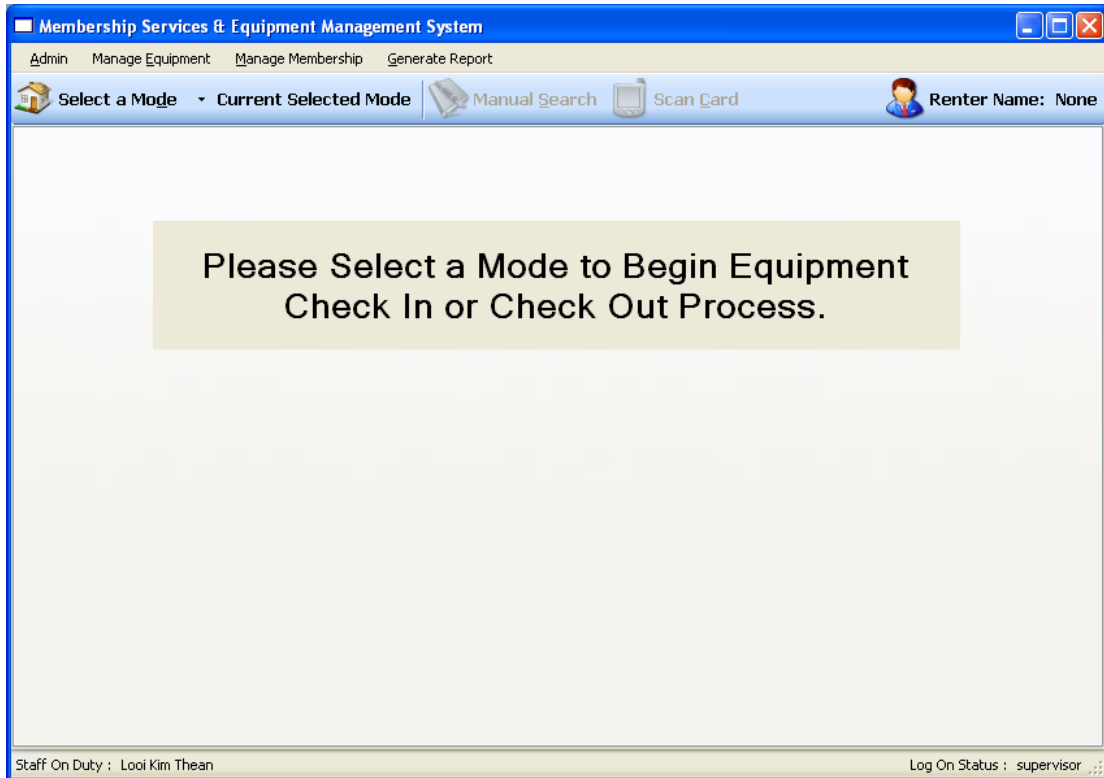 Membership Services & Equipment Management System
Admin Manage Equipment Manage Membership Generate Report
Select a Mode Current Selected Mode Manual Search Scan Card Renter Name: None
Please Select a Mode to Begin Equipment
Check In or Check Out Process.
Staff On Duty : Looi Kim Thean Log On Status : supervisor